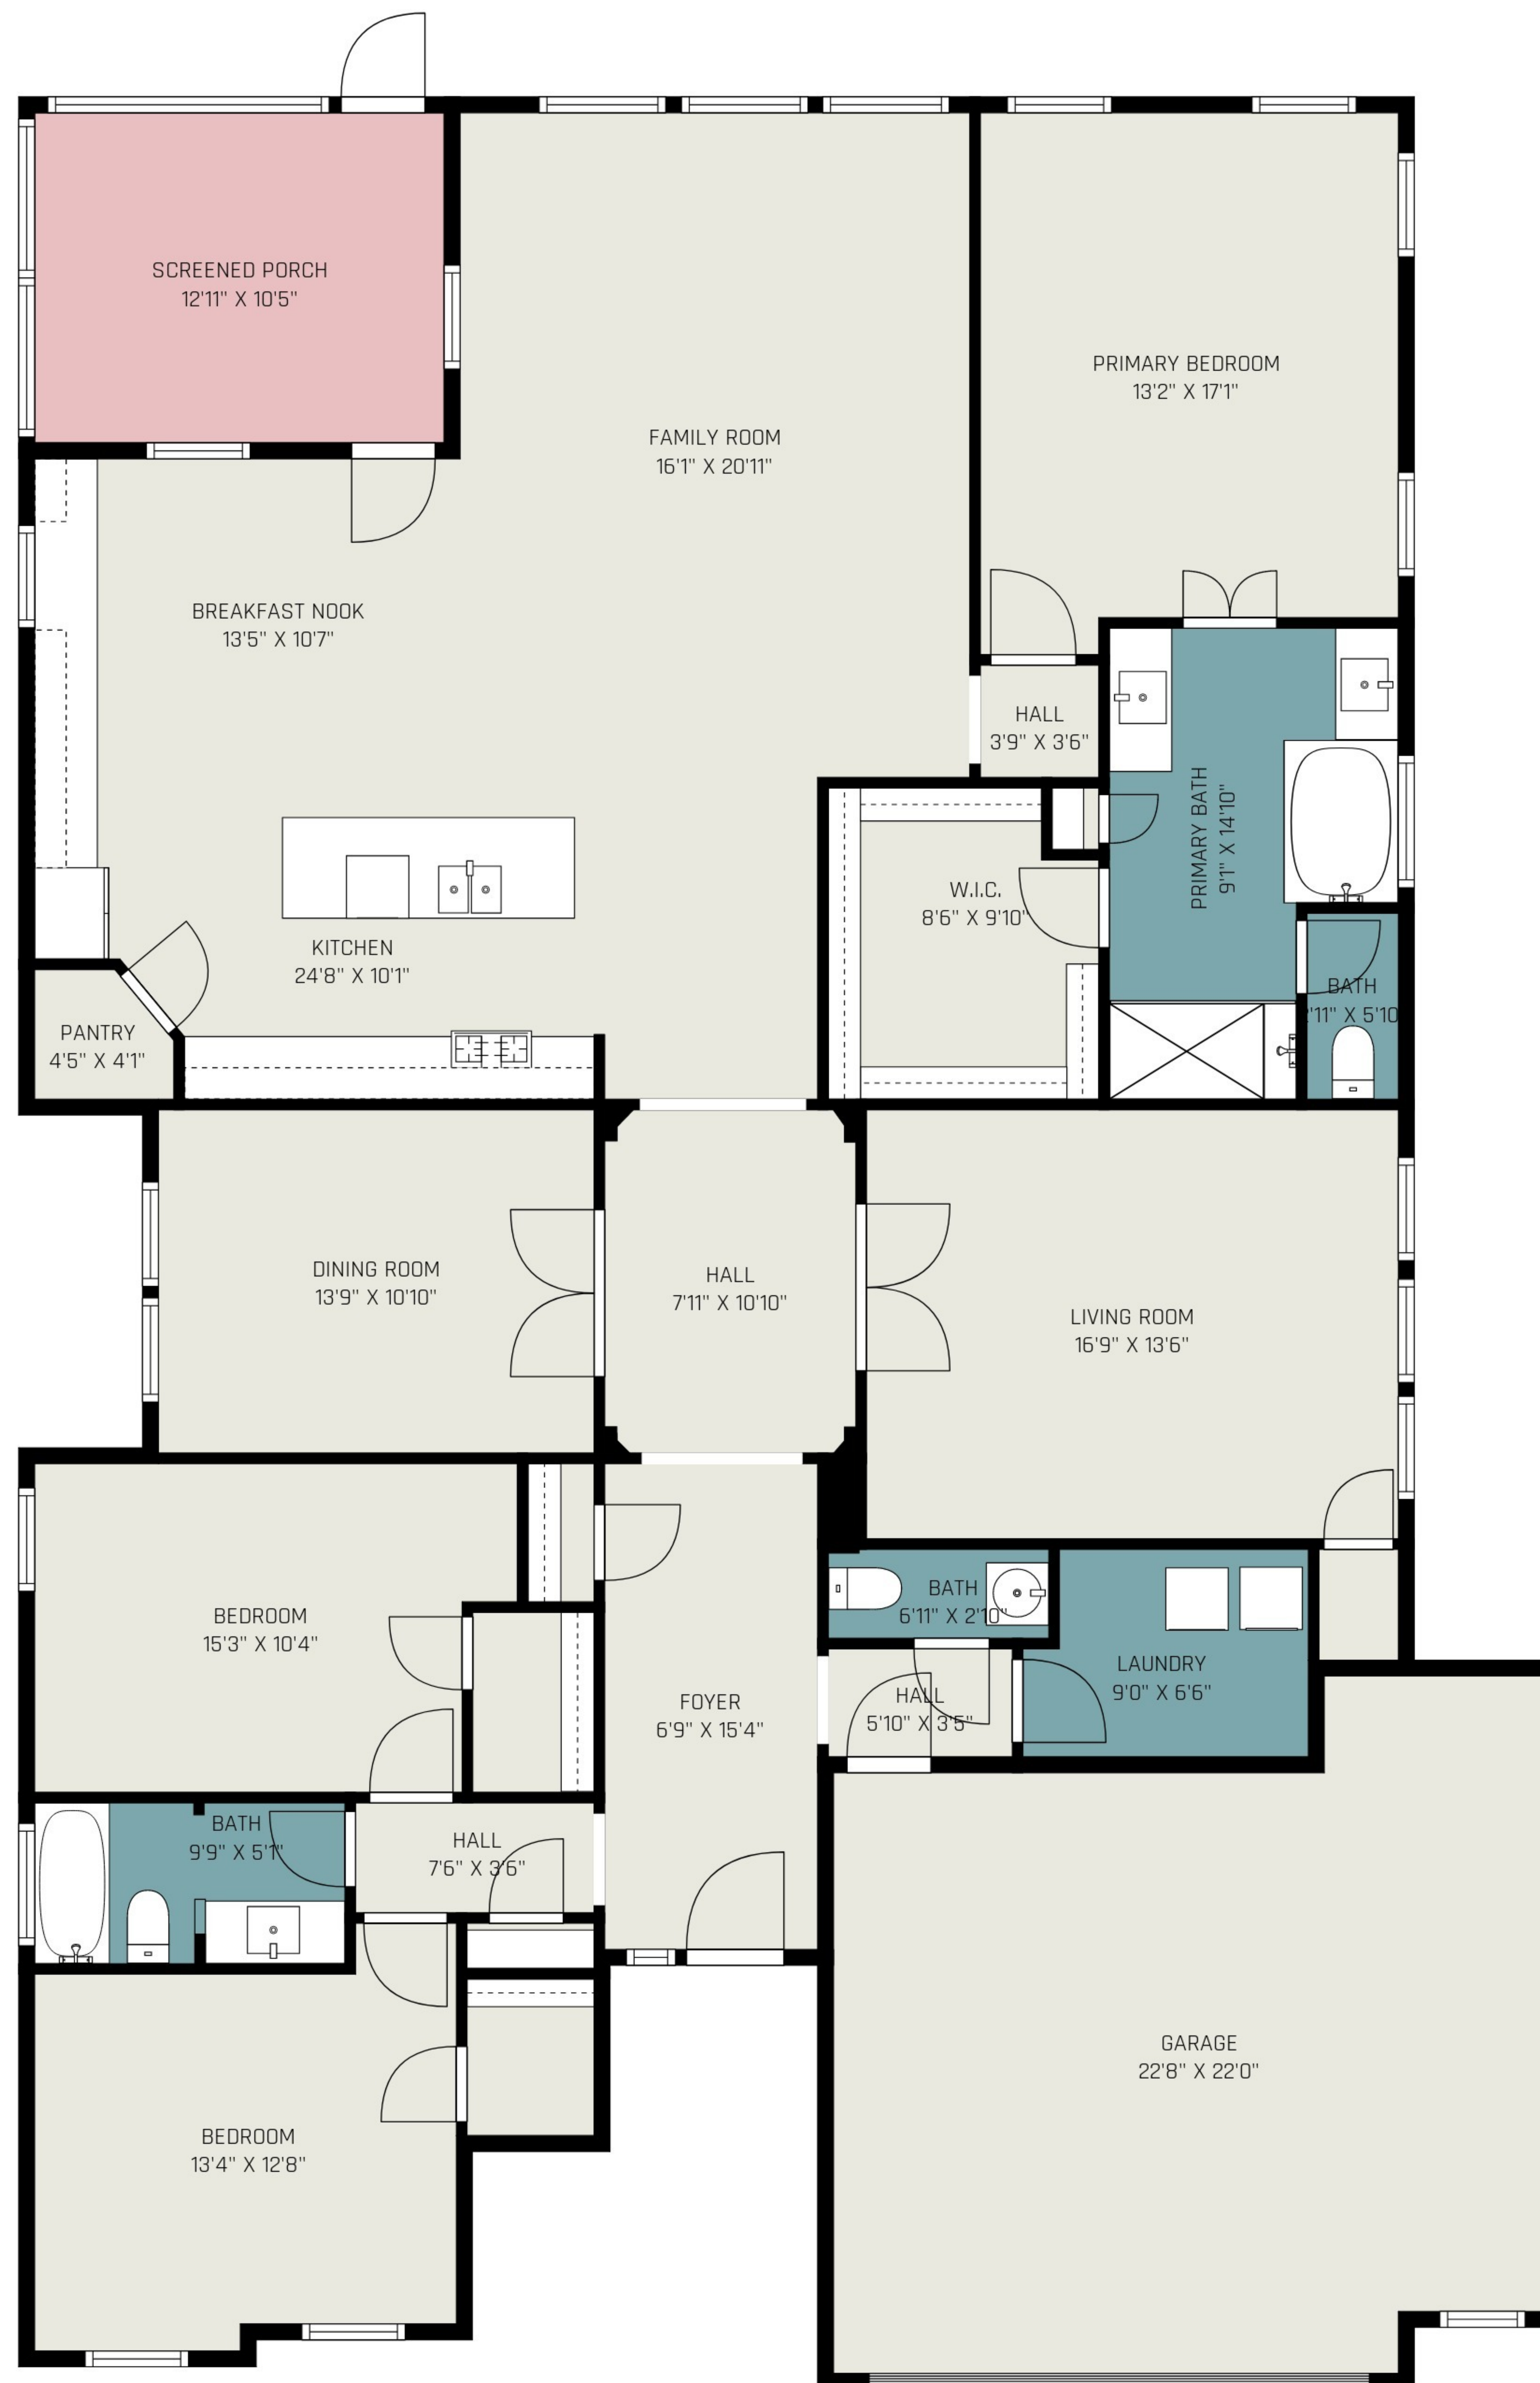 SCREENED PORCH
12'11" X 10'5"
PRIMARY BEDROOM
13'2" X 17'1"
FAMILY ROOM
16'1" X 20'11"
BREAKFAST NOOK
13'5" X 10'7"
HALL
3'9" X 3'6"
PRIMARY BATH
9'1" X 14'10"
W.I.C.
8'6" X 9'10"
KITCHEN
24'8" X 10'1"
BATH
'11" X 5'10
PANTRY
4'5" X 4'1"
DINING ROOM
13'9" X 10'10"
HALL
7'11" X 10'10"
LIVING ROOM
16'9" X 13'6"
BATH
6'11" X 2'10"
BEDROOM
15'3" X 10'4"
LAUNDRY
9'0" X 6'6"
HALL
5'10" X 3'5"
FOYER
6'9" X 15'4"
BATH
9'9" X 5'1"
HALL
7'6" X 3'6"
GARAGE
22'8" X 22'0"
BEDROOM
13'4" X 12'8"